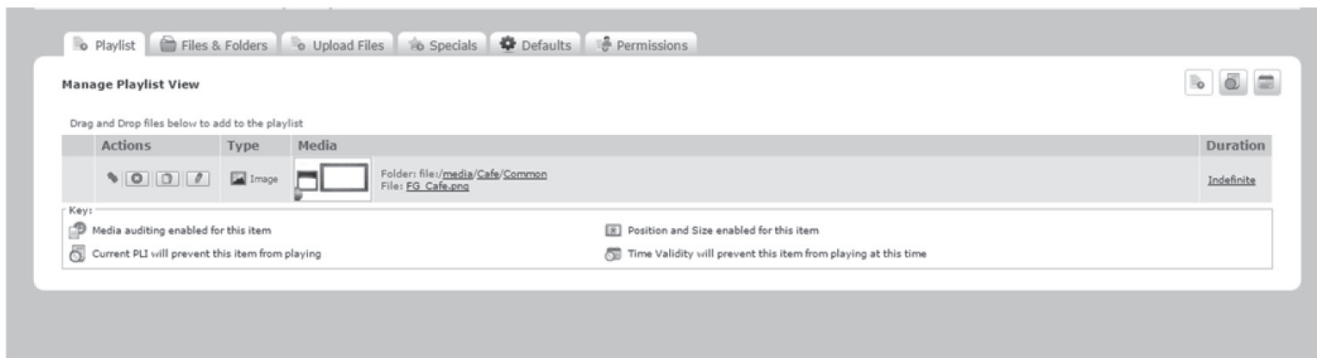 Playlist Files & Folders Upload Files Specials Defaults Permissions
Manage Playlist View
Drag and Drop files below to add to the playlist
Actions Type Media Duration
Image Folder: file:/media/Cafe/Common Indefinite
File: FG_Cafe.png
Key:
Media auditing enabled for this item Position and Size enabled for this item
Current PLI will prevent this item from playing Time Validity will prevent this item from playing at this time